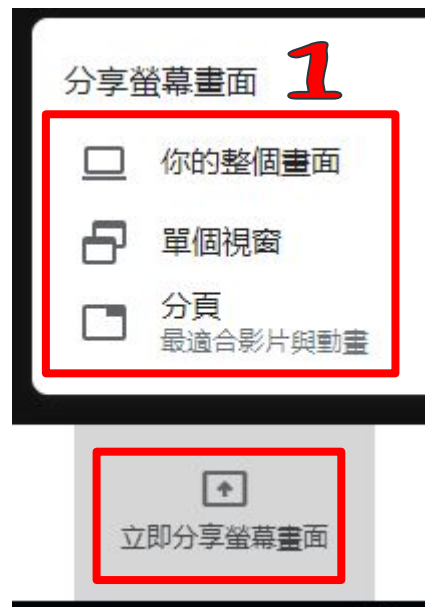 分享螢幕畫面 1
你的整個畫面
單個視窗
分頁
最適合影片與動畫
立即分享螢幕畫面